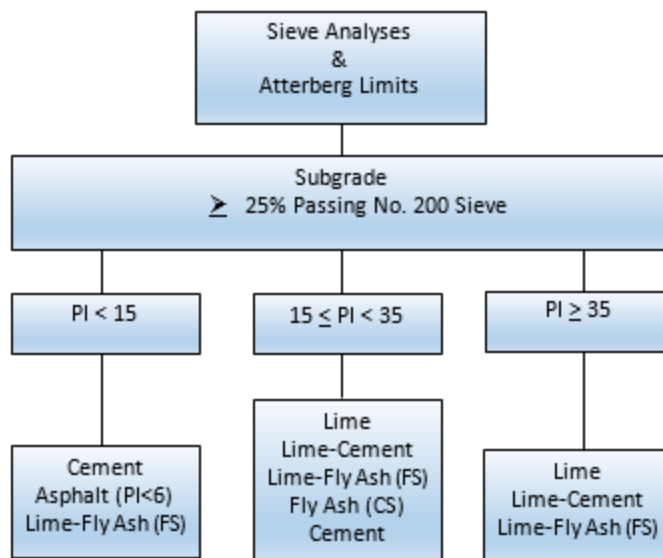 Sieve Analyses
&
Atterberg Limits
Subgrade
≥ 25% Passing No. 200 Sieve
PI < 15
15 ≤ PI < 35
PI ≥ 35
Cement
Asphalt (PI<6)
Lime-Fly Ash (FS)
Lime
Lime-Cement
Lime-Fly Ash (FS)
Fly Ash (CS)
Cement
Lime
Lime-Cement
Lime-Fly Ash (FS)